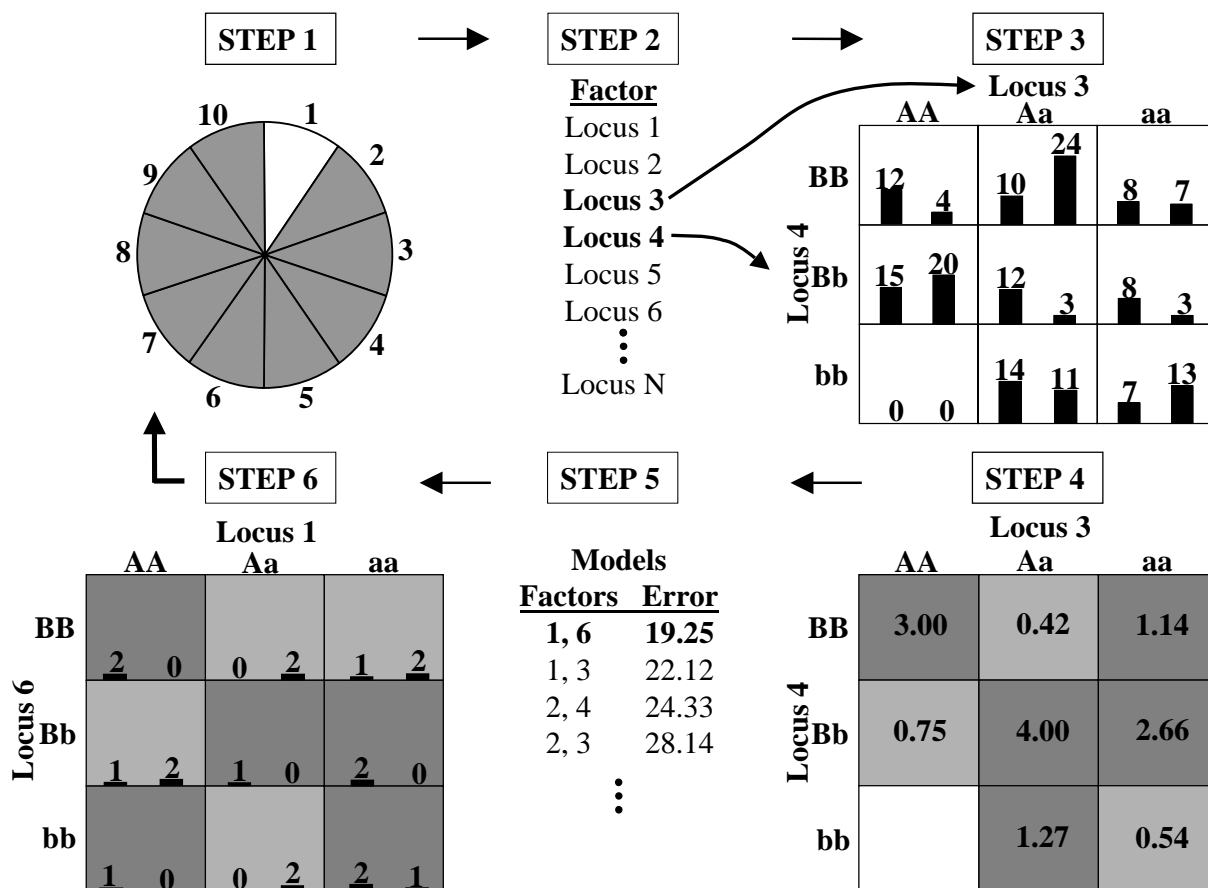 STEP 1
STEP 2
STEP 3
10 1
9 2
8 3
7 4
6 5
Factor
Locus 1
Locus 2
Locus 3
Locus 4
Locus 5
Locus 6
Locus N
Locus 3
AA Aa aa
Locus 4
BB 12 4 10 24 8 7
Bb 15 20 12 3 8 3
bb 0 0 14 11 7 13
STEP 6
STEP 5
STEP 4
Locus 1
AA Aa aa
Locus 6
BB 2 0 0 2 1 2
Bb 1 2 1 0 2 0
bb 1 0 0 2 2 1
Models
Factors Error
1, 6 19.25
1, 3 22.12
2, 4 24.33
2, 3 28.14
Locus 3
AA Aa aa
Locus 4
BB 3.00 0.42 1.14
Bb 0.75 4.00 2.66
bb 1.27 0.54